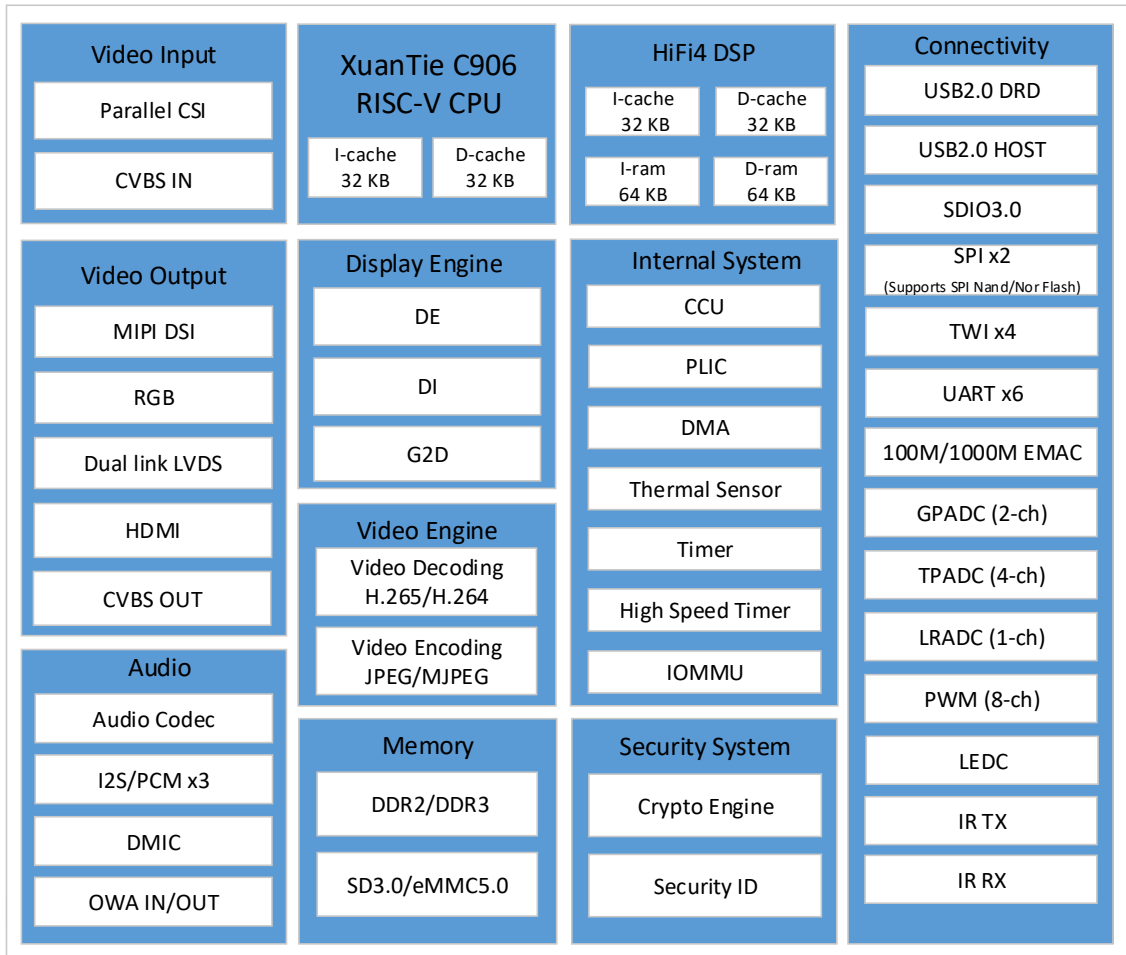 Video Input
Parallel CSI
CVBS IN
XuanTie C906
RISC-V CPU
I-cache
32 KB
D-cache
32 KB
HiFi4 DSP
I-cache
32 KB
D-cache
32 KB
I-ram
64 KB
D-ram
64 KB
Connectivity
USB2.0 DRD
USB2.0 HOST
SDIO3.0
SPI x2
(Supports SPI Nand/Nor Flash)
TWI x4
UART x6
100M/1000M EMAC
GPADC (2-ch)
TPADC (4-ch)
LRADC (1-ch)
PWM (8-ch)
LEDC
IR TX
IR RX
Video Output
MIPI DSI
RGB
Dual link LVDS
HDMI
CVBS OUT
Display Engine
DE
DI
G2D
Internal System
CCU
PLIC
DMA
Thermal Sensor
Timer
High Speed Timer
IOMMU
Video Engine
Video Decoding
H.265/H.264
Video Encoding
JPEG/MJPEG
Audio
Audio Codec
I2S/PCM x3
DMIC
OWA IN/OUT
Memory
DDR2/DDR3
SD3.0/eMMC5.0
Security System
Crypto Engine
Security ID